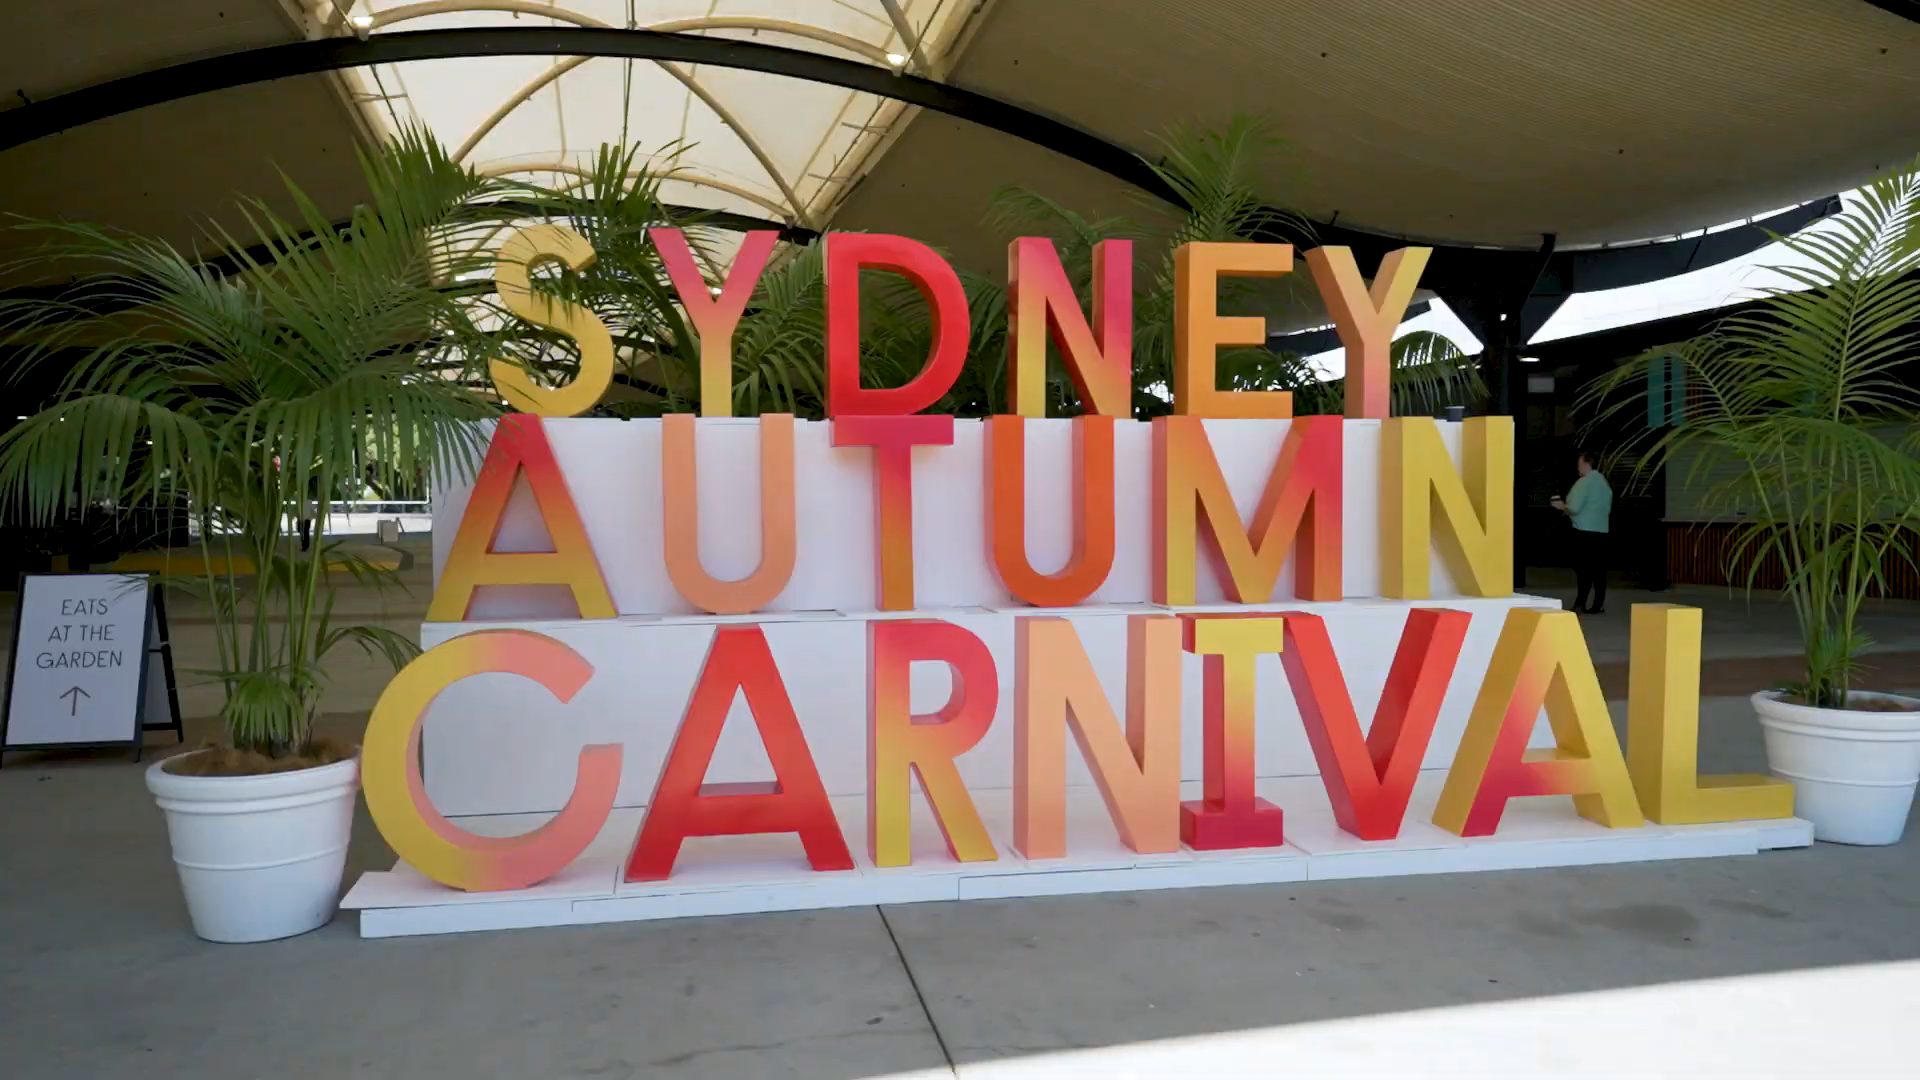 SYDNEY
AUTUMN
CARNIVAL
EATS
AT THE
GARDEN
↑